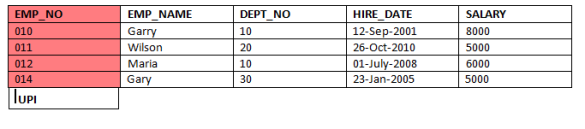 EMP_NO EMP_NAME DEPT_NO HIRE_DATE SALARY
010 Garry 10 12-Sep-2001 8000
011 Wilson 20 26-Oct-2010 5000
012 Maria 10 01-July-2008 6000
014 Gary 30 23-Jan-2005 5000
UPI